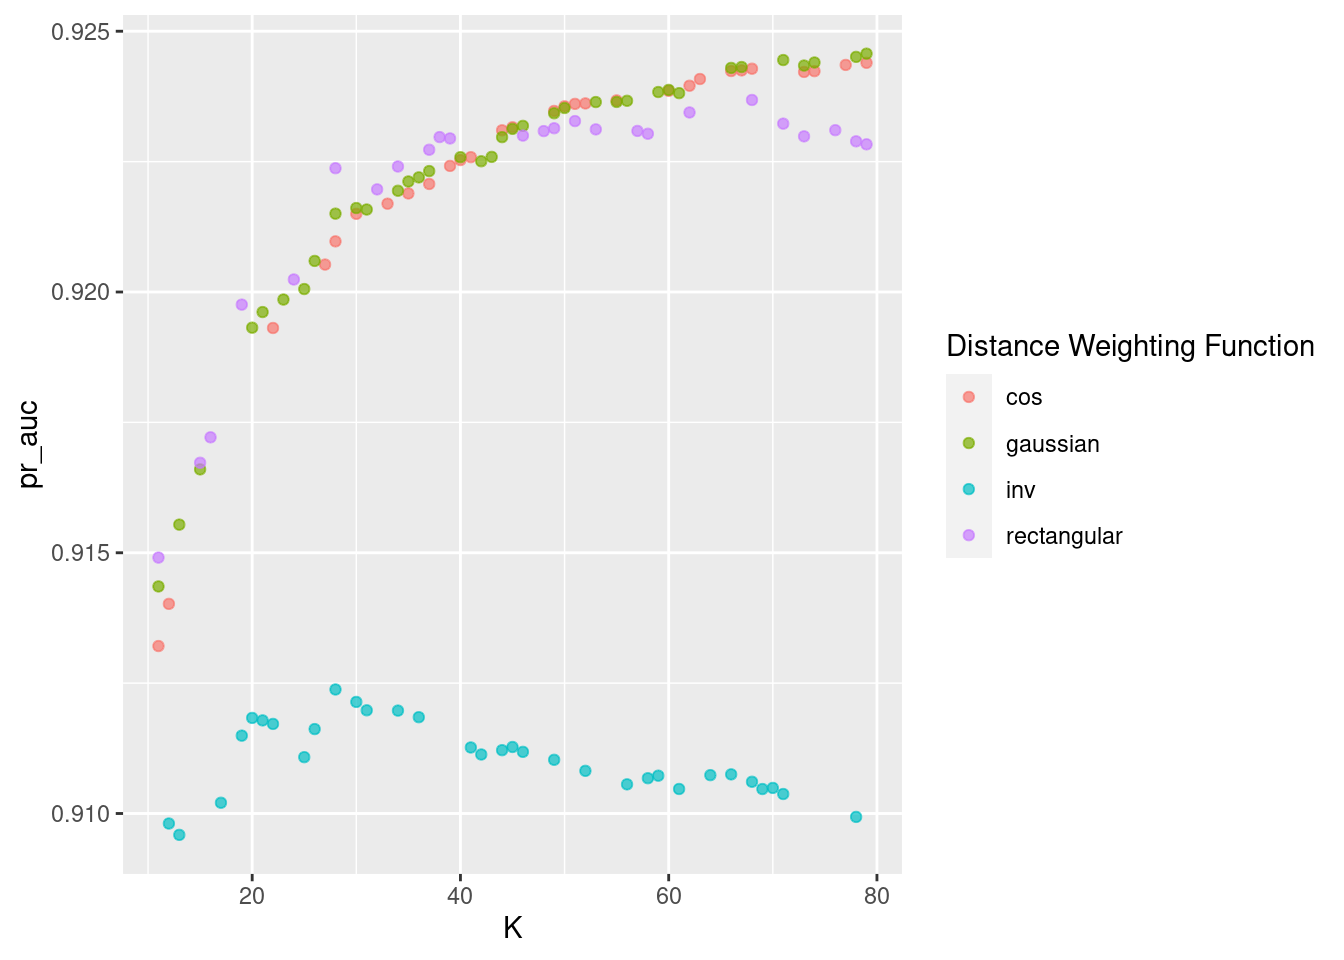 0.925
0.920
0.915
0.910
pr_auc
20 40 60 80
K
Distance Weighting Function
cos
gaussian
inv
rectangular